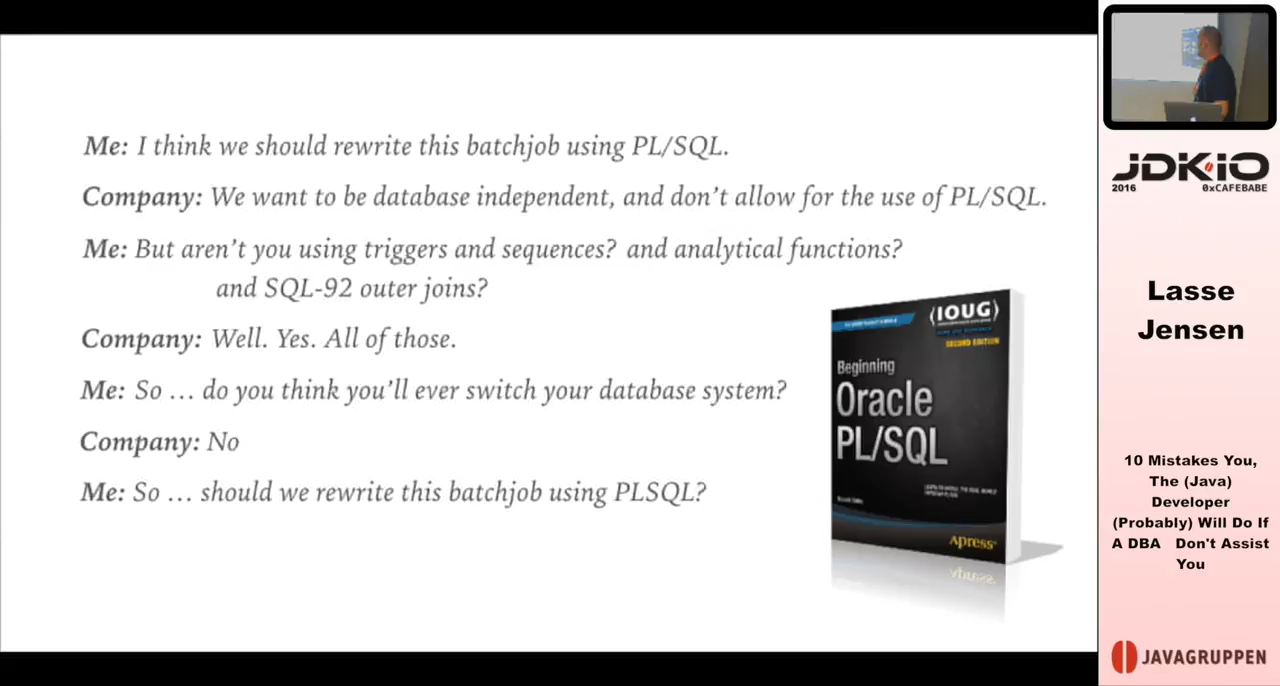 Me: I think we should rewrite this batchjob using PL/SQL.
Company: We want to be database independent, and don't allow for the use of PL/SQL.
Me: But aren't you using triggers and sequences? and analytical functions?
and SQL-92 outer joins?
Company: Well. Yes. All of those.
Me: So … do you think you'll ever switch your database system?
Company: No
Me: So … should we rewrite this batchjob using PLSQL?
(IOUG)
SECOND EDITION
Beginning
Oracle
PL/SQL
Apress
JDK.IO
2016 0xCAFEBABE
Lasse
Jensen
10 Mistakes You,
The (Java)
Developer
(Probably) Will Do If
A DBA Don't Assist
You
JAVAGRUPPEN